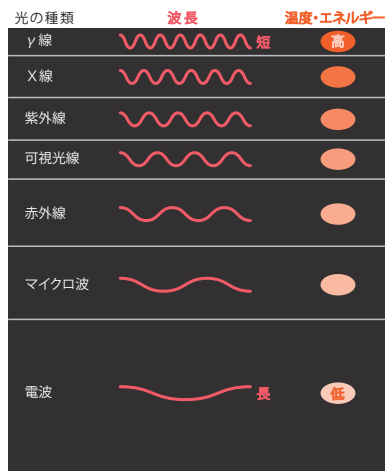 光の種類 波長 温度・エネルギー
γ線 短 高
X線
紫外線
可視光線
赤外線
マイクロ波
電波 長 低